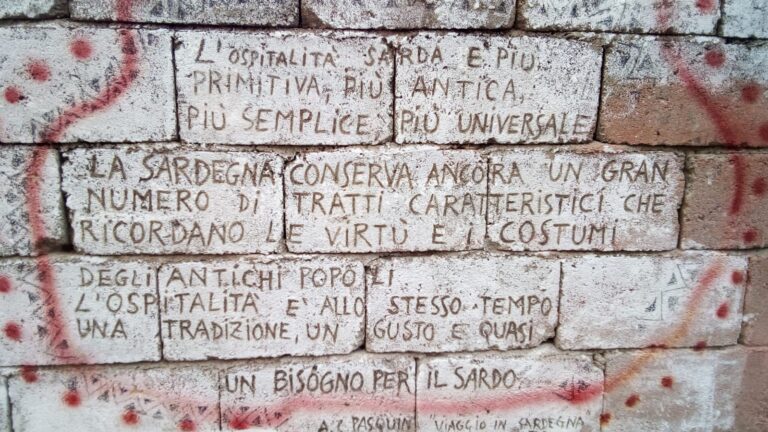 L'OSPITALITÀ SARDA E PIÙ
PRIMITIVA, PIÙ ANTICA,
PIÙ SEMPLICE, PIÙ UNIVERSALE
LA SARDEGNA CONSERVA ANCORA UN GRAN
NUMERO DI TRATTI CARATTERISTICI CHE
RICORDANO LE VIRTÙ E I COSTUMI
DEGLI ANTICHI POPOLI
L'OSPITALITÀ E' ALLO STESSO TEMPO
UNA TRADIZIONE, UN GUSTO E QUASI
UN BISOGNO PER IL SARDO.
PASQUIN "VIAGGIO IN SARDEGNA"